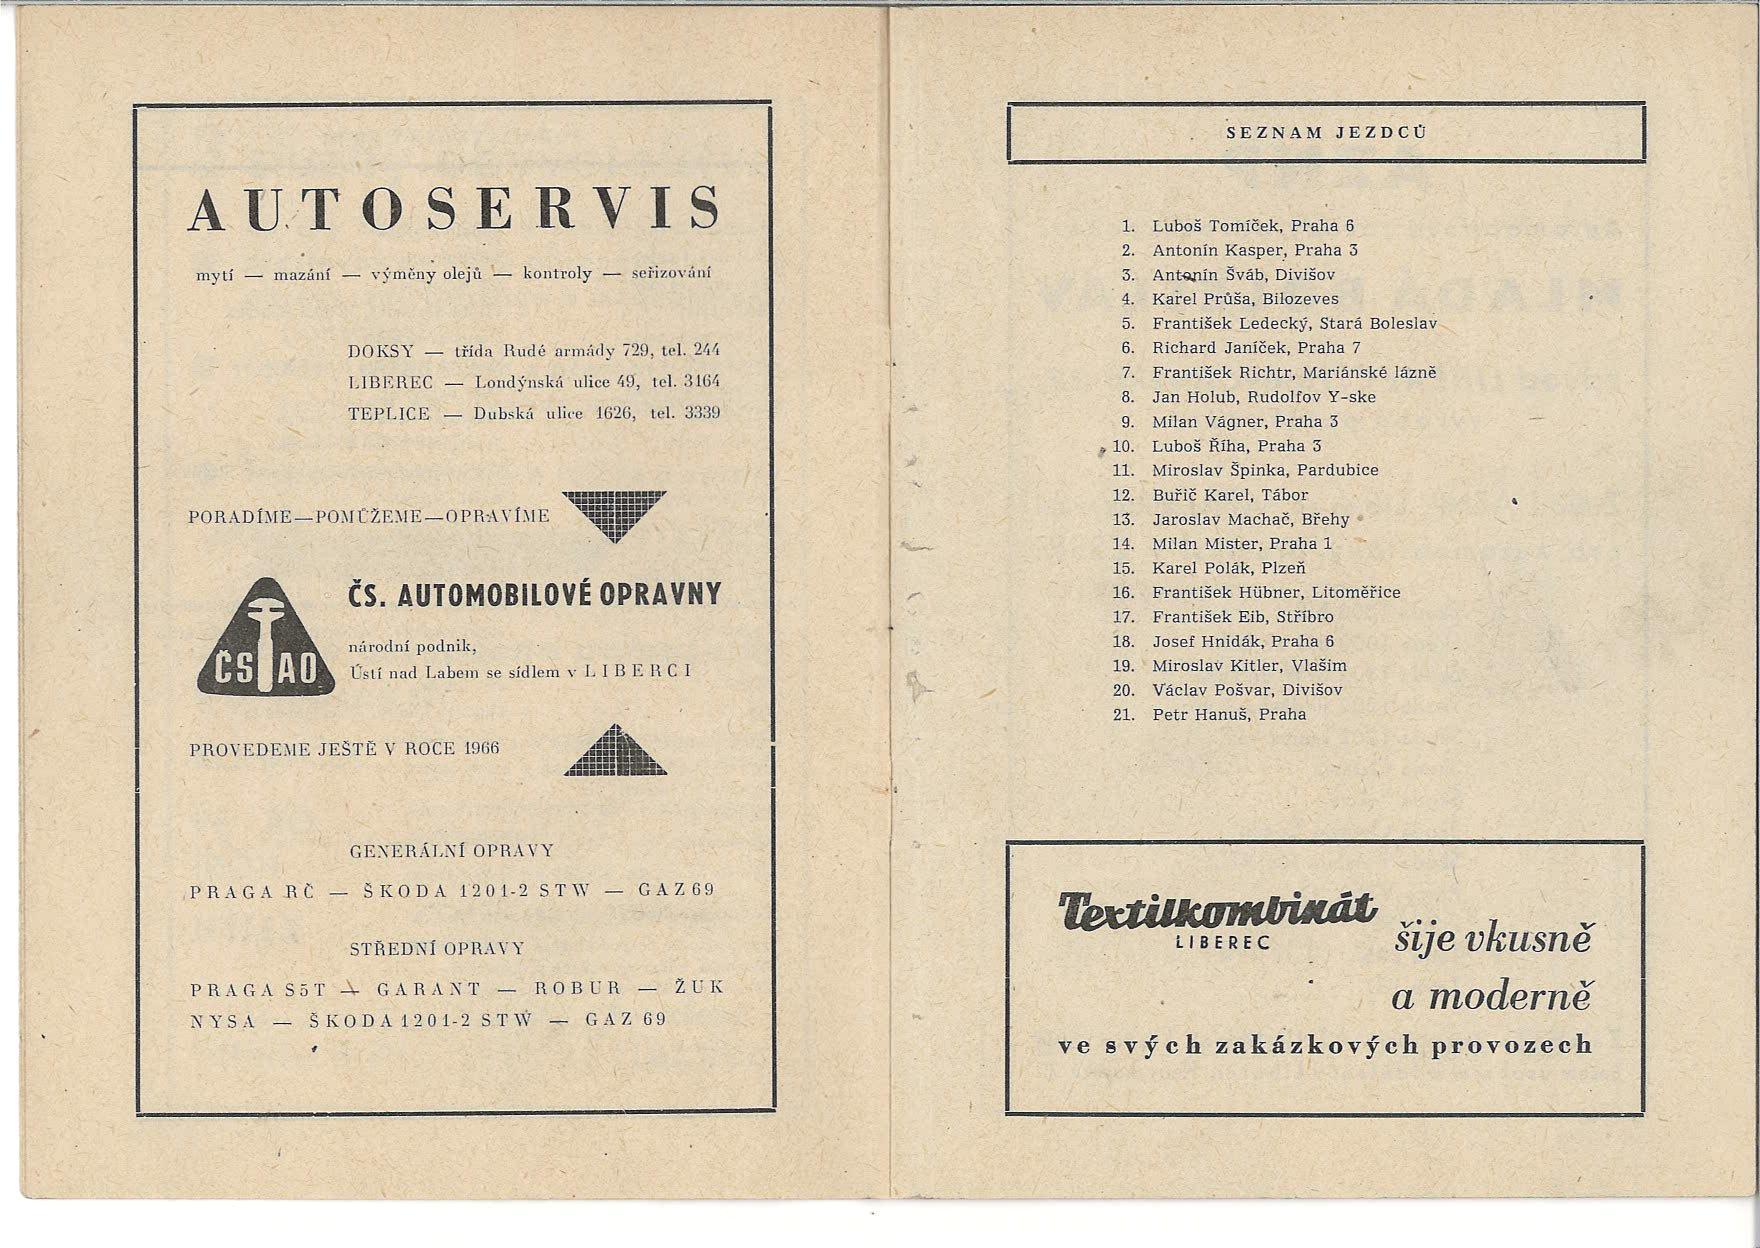 AUTOSERVIS
mytí — mazání — výměny olejů — kontroly — seřizování
DOKSY — třída Rudé armády 729, tel. 244
LIBEREC — Londýnská ulice 49, tel. 3164
TEPLICE — Dubská ulice 1626, tel. 3339
PORADÍME—POMŮŽEME—OPRAVÍME
ČSAO
ČS. AUTOMOBILOVÉ OPRAVNY
národní podnik,
Ústí nad Labem se sídlem v LIBERCI
PROVEDEME JEŠTĚ V ROCE 1966
GENERÁLNÍ OPRAVY
PRAGA RČ — ŠKODA 1201-2 STW — GAZ 69
STŘEDNÍ OPRAVY
PRAGA S5T — GARANT — ROBUR — ŽUK
NYSA — ŠKODA 1201-2 STW — GAZ 69
SEZNAM JEZDCŮ
1. Luboš Tomíček, Praha 6
2. Antonín Kasper, Praha 3
3. Antonín Šváb, Divišov
4. Karel Průša, Bilozeves
5. František Ledecký, Stará Boleslav
6. Richard Janíček, Praha 7
7. František Richtr, Mariánské lázně
8. Jan Holub, Rudolfov Y-ske
9. Milan Vágner, Praha 3
10. Luboš Říha, Praha 3
11. Miroslav Špinka, Pardubice
12. Buřič Karel, Tábor
13. Jaroslav Machač, Břehy
14. Milan Mister, Praha 1
15. Karel Polák, Plzeň
16. František Hübner, Litoměřice
17. František Eib, Stříbro
18. Josef Hnidák, Praha 6
19. Miroslav Kitler, Vlašim
20. Václav Pošvar, Divišov
21. Petr Hanuš, Praha
Textilkombinát
LIBEREC
šije vkusně
a moderně
ve svých zakázkových provozech